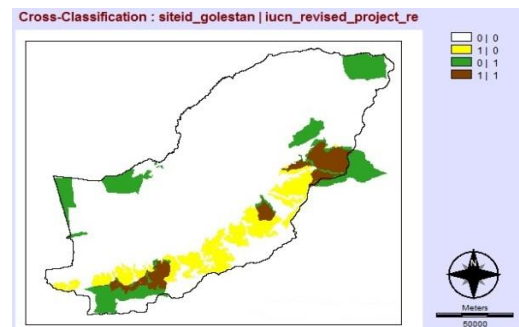 Cross-Classification : siteid_golestan | iucn_revised_project_re
0 | 0
1 | 0
0 | 1
1 | 1
N
Meters
50000